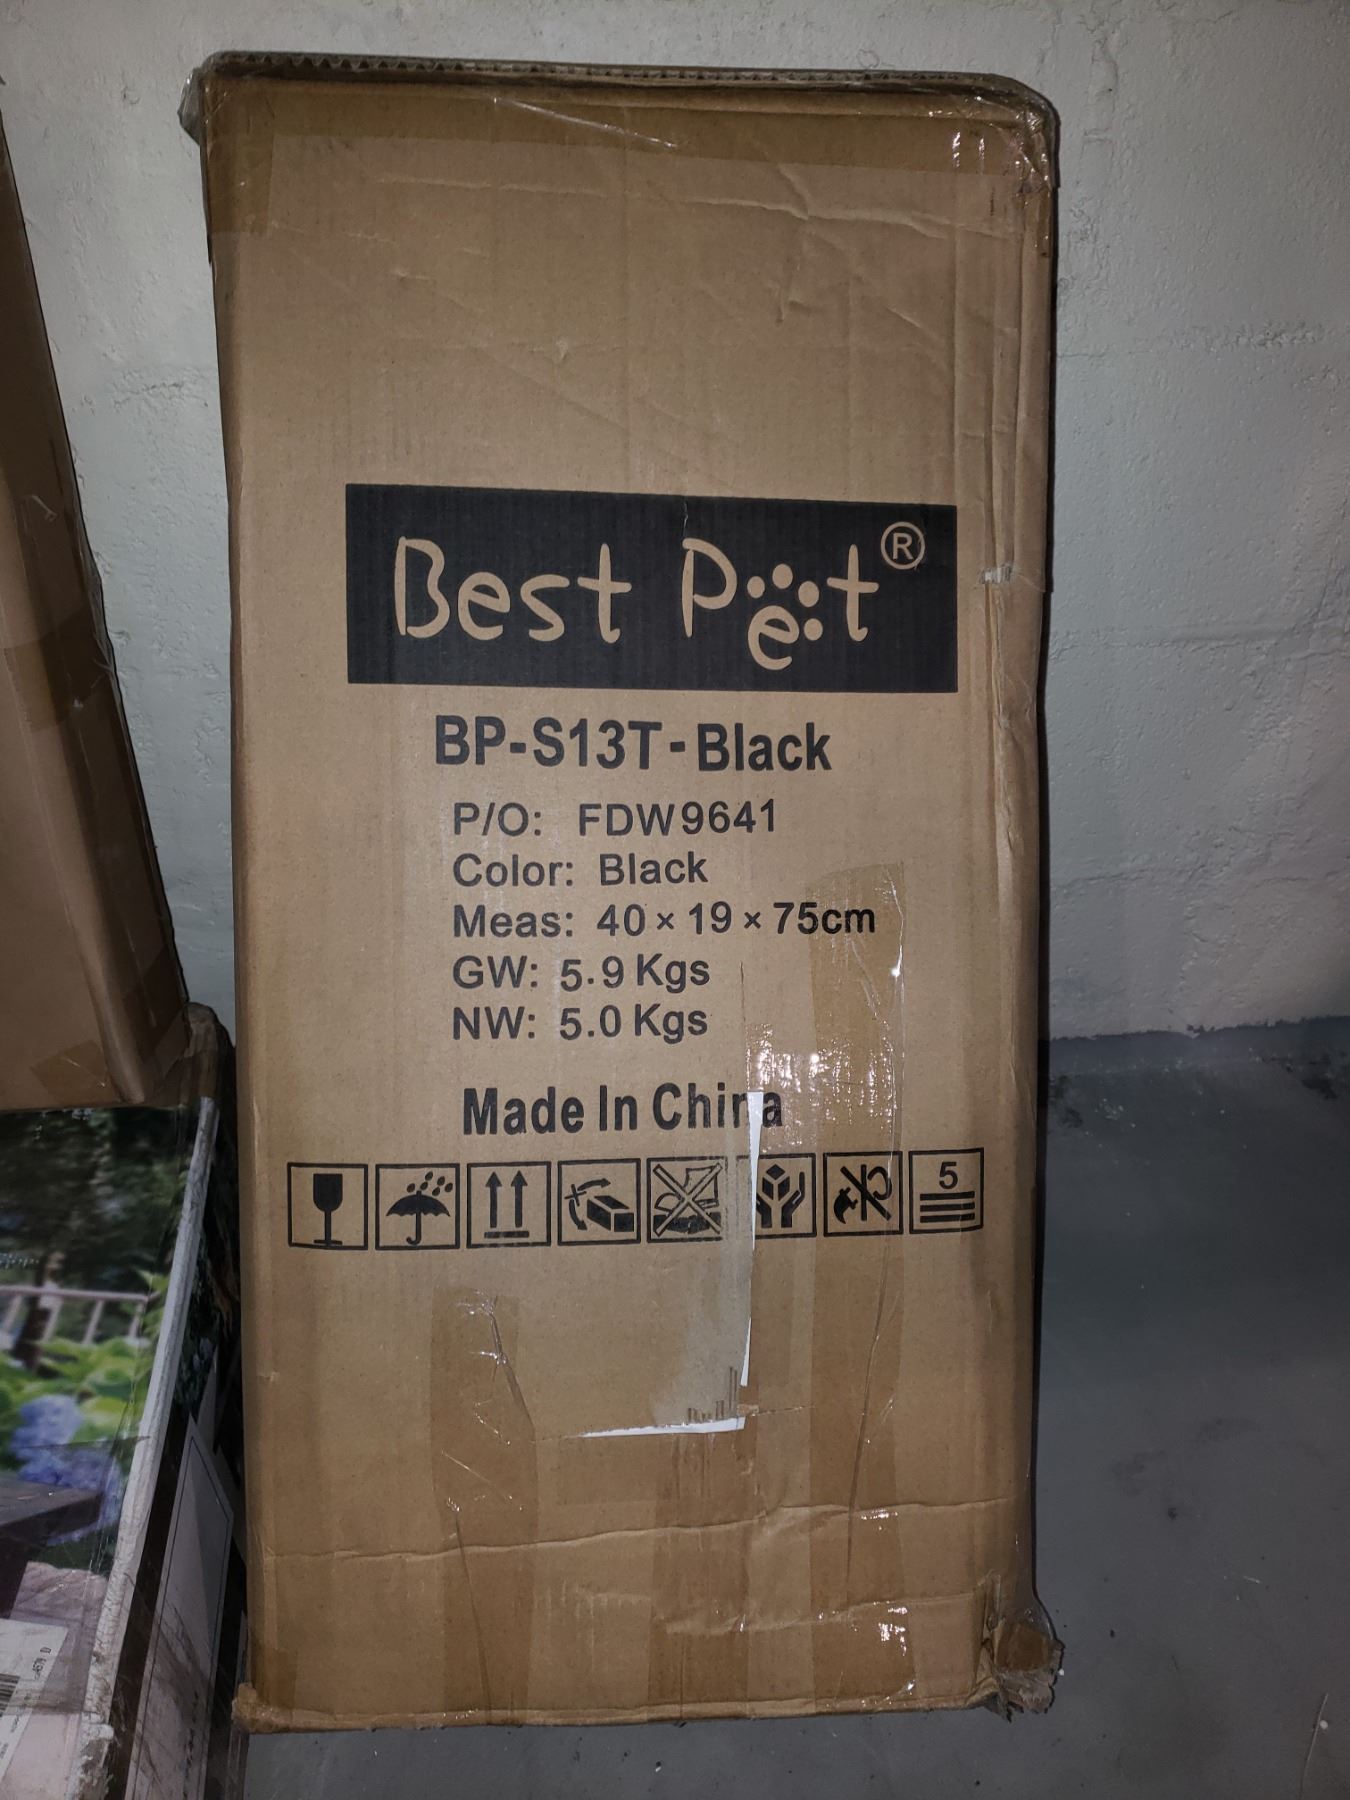 Best Pet®
BP-S13T-Black
P/O: FDW9641
Color: Black
Meas: 40 × 19 × 75cm
GW: 5.9 Kgs
NW: 5.0 Kgs
Made In China
5